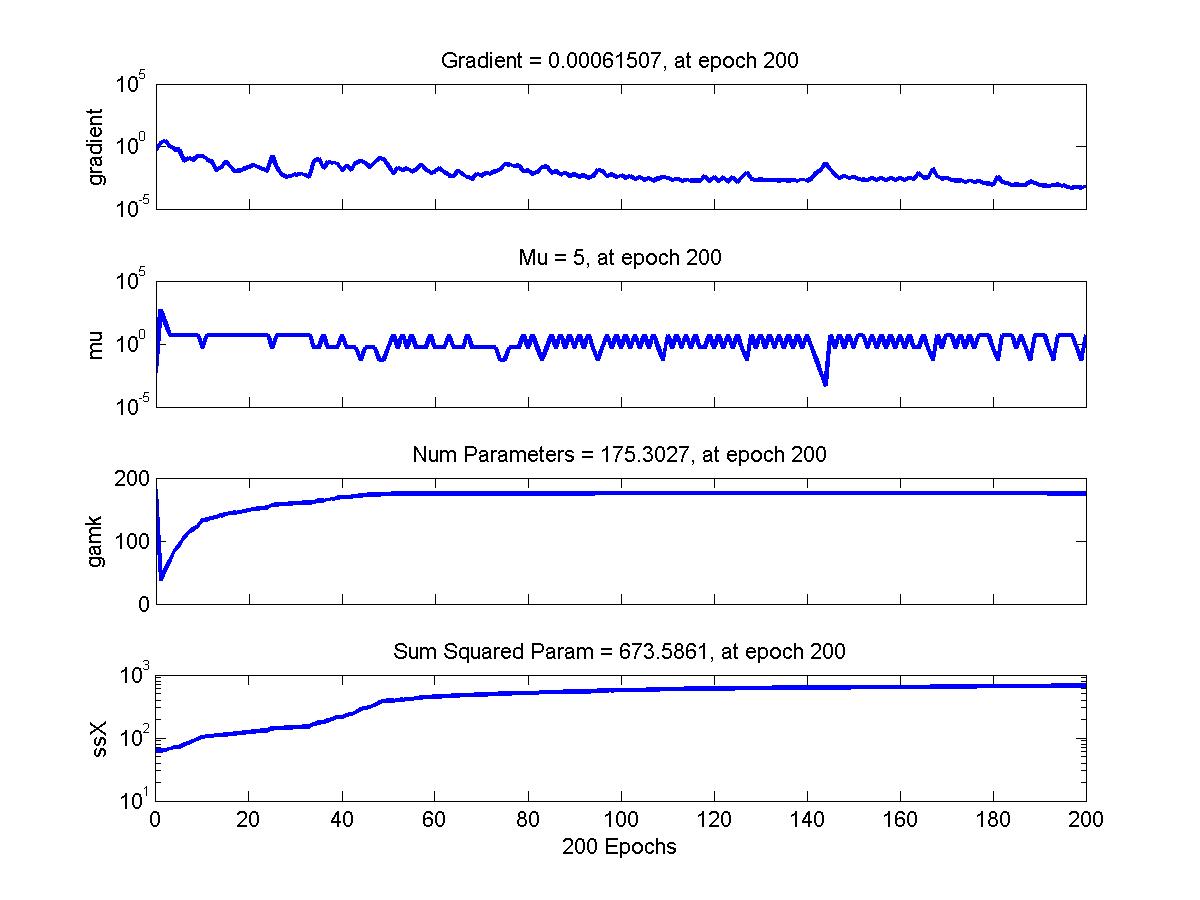 Gradient = 0.00061507, at epoch 200
10^5
10^0
10^-5
gradient
Mu = 5, at epoch 200
10^5
10^0
10^-5
mu
Num Parameters = 175.3027, at epoch 200
200
100
0
gamk
Sum Squared Param = 673.5861, at epoch 200
10^3
10^2
10^1
ssX
0 20 40 60 80 100 120 140 160 180 200
200 Epochs